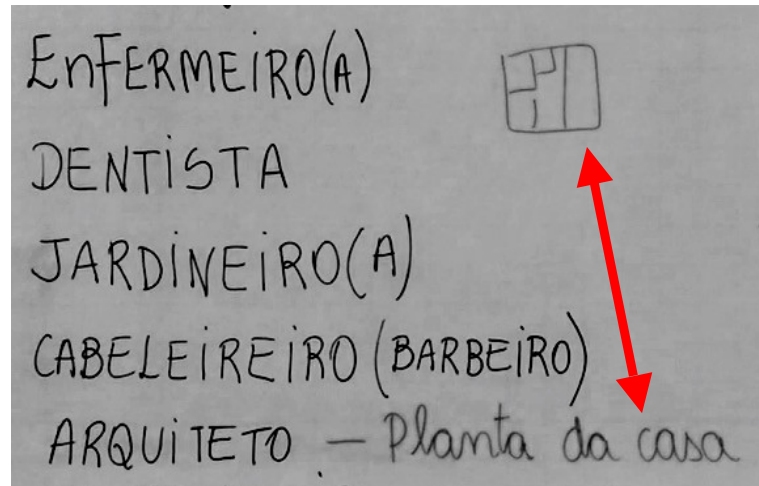 ENFERMEIRO(A)
DENTISTA
JARDINEIRO(A)
CABELEIREIRO (BARBEIRO)
ARQUITETO - Planta da casa